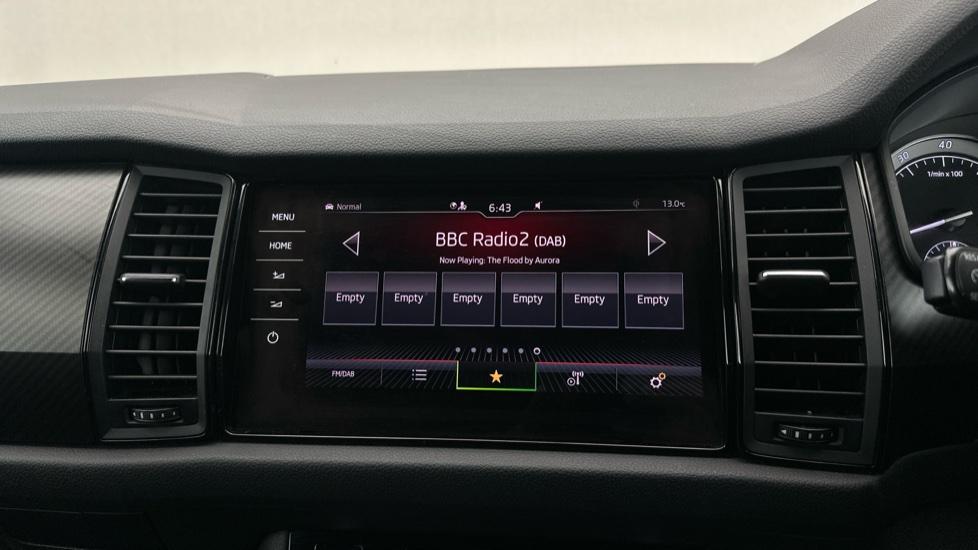 Normal
6:43
13.0°C
MENU
HOME
BBC Radio2 (DAB)
Now Playing: The Flood by Aurora
Empty Empty Empty Empty Empty Empty
FM/DAB
30 40
1/min x 100